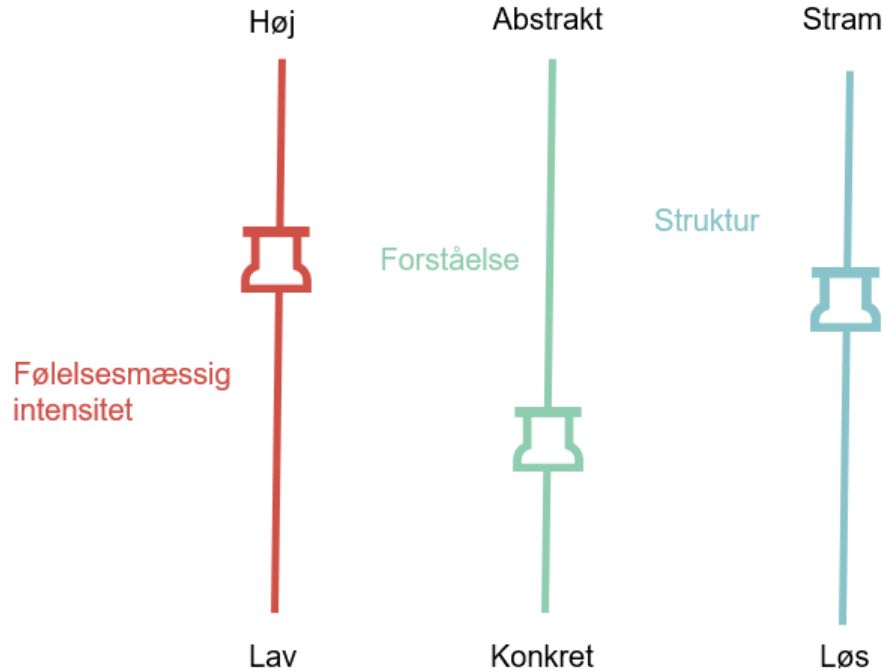 Høj
Abstrakt
Stram
Struktur
Forståelse
Følelsesmæssig
intensitet
Lav
Konkret
Løs